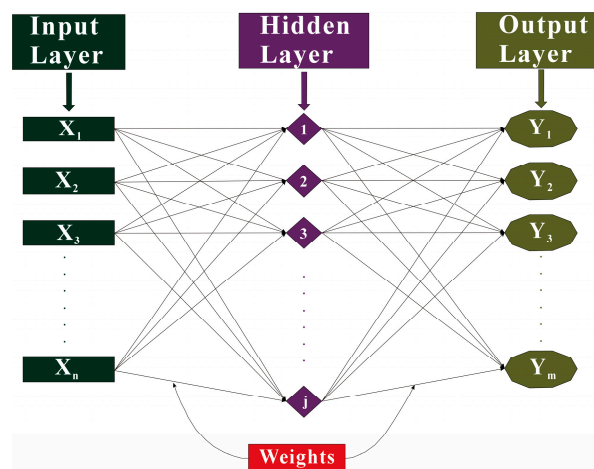 Input
Layer
Hidden
Layer
Output
Layer
X1
1
Y1
X2
2
Y2
X3
3
Y3
Xn
j
Ym
Weights